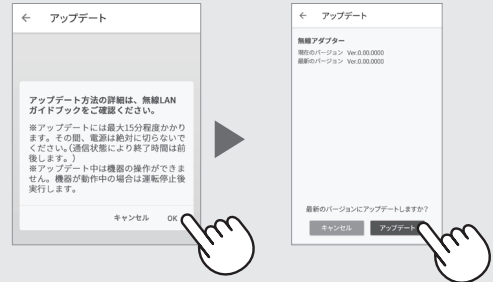 ← アップデート
アップデート方法の詳細は、無線LAN
ガイドブックをご確認ください。
※アップデートには最大15分程度かかり
ます。その間、電源は絶対に切らないで
ください。(通信状態により終了時間は前
後します。)
※アップデート中は機器の操作ができま
せん。機器が動作中の場合は運転停止後
実行します。
キャンセル OK
← アップデート
無線アダプター
現在のバージョン Ver.0.00.0000
最新のバージョン Ver.0.00.0000
最新のバージョンにアップデートしますか？
キャンセル アップデート